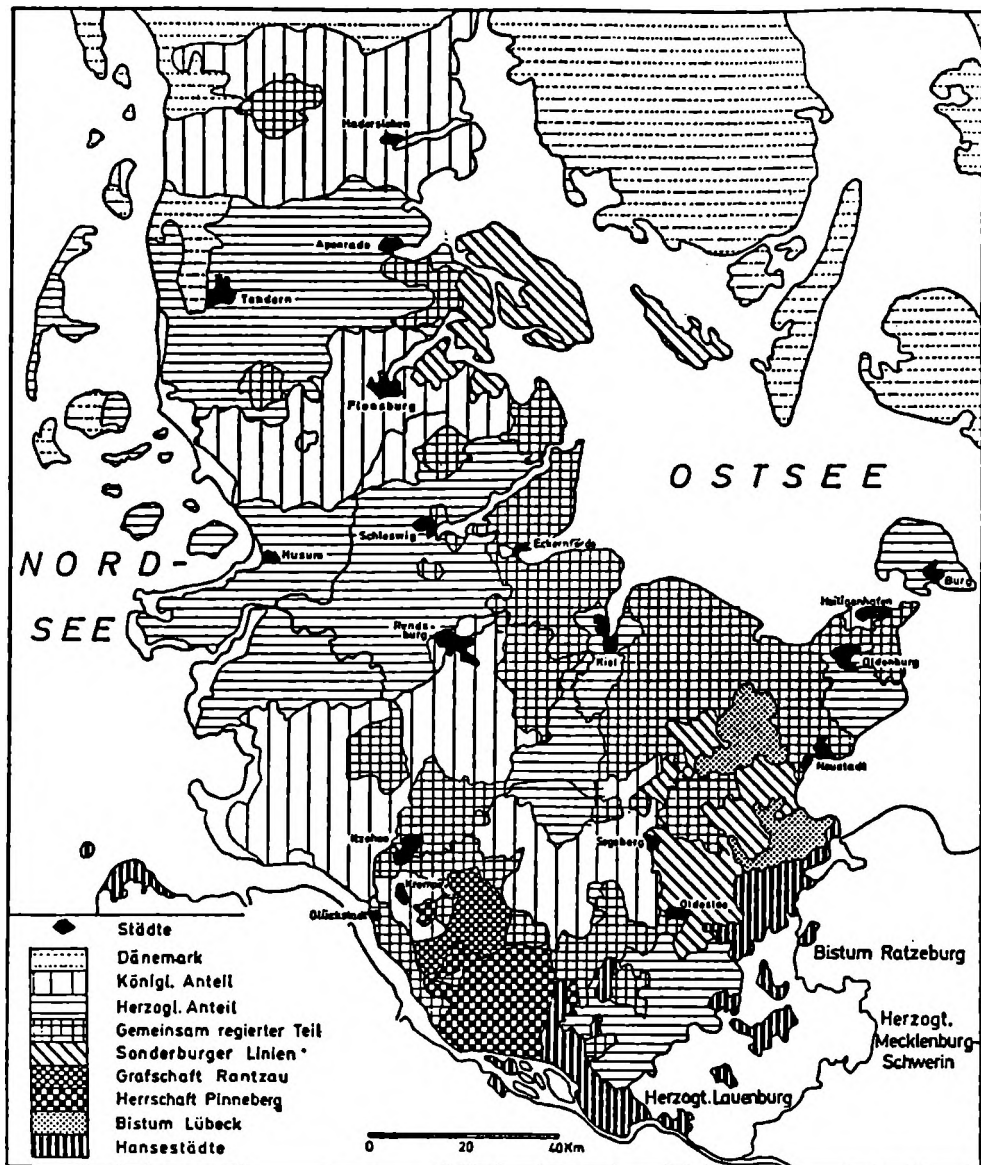 Hadersleben
Apenrade
Tondern
Flensburg
OSTSEE
Schleswig
Eckernförde
Husum
NORD-
SEE
Burg
Heiligenhafen
Rends-
burg
Kiel
Oldenburg
Neustadt
Itzehoe
Segeberg
Krempe
Glückstadt
Oldesloe
Städte
Dänemark
Königl. Anteil
Herzogl. Anteil
Gemeinsam regierter Teil
Sonderburger Linien*
Grafschaft Rantzau
Herrschaft Pinneberg
Bistum Lübeck
Hansestädte
Bistum Ratzeburg
Herzogt.
Mecklenburg-
Schwerin
Herzogt. Lauenburg
0 20 40Km